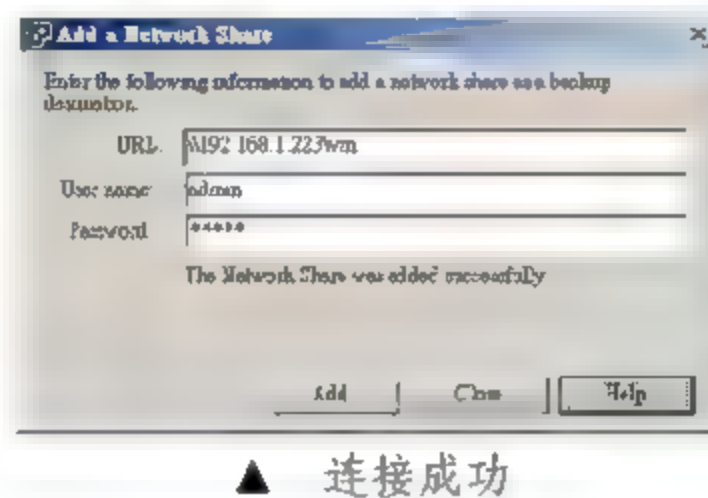 Add a Network Share
Enter the following information to add a network share as a backup
destination.
URL:
User name:
admin
Password
*****
The Network Share was added successfully
Add
Close
Help
▲ 连接成功